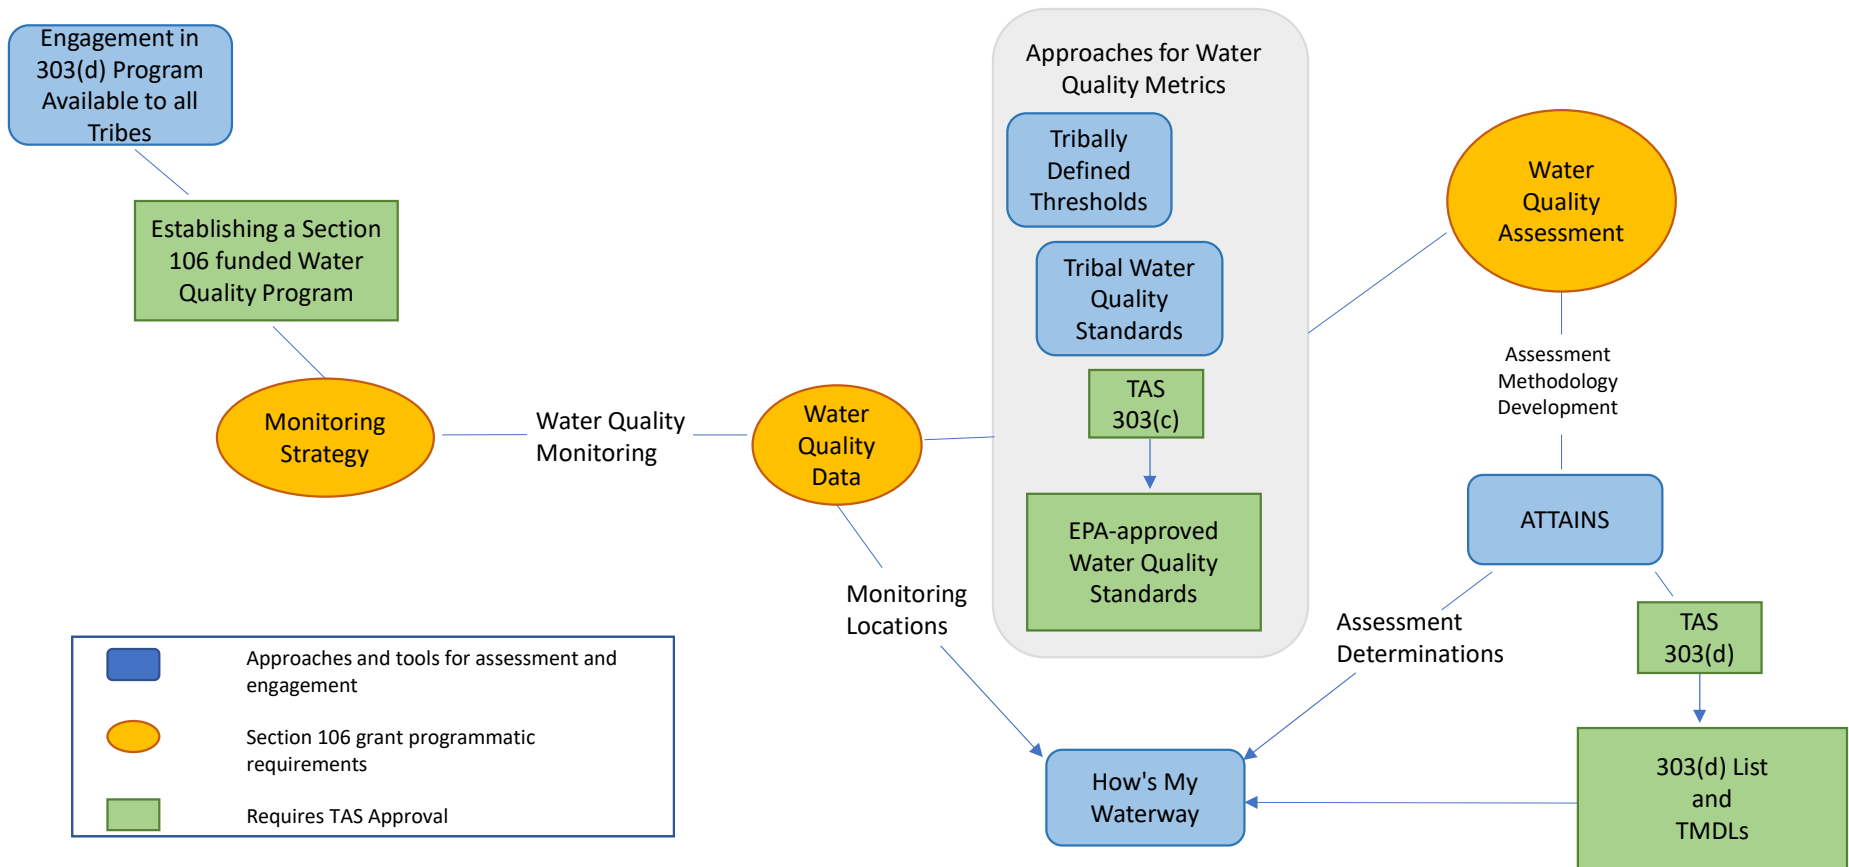 Engagement in
303(d) Program
Available to all
Tribes
Establishing a Section
106 funded Water
Quality Program
Monitoring
Strategy
Water Quality
Monitoring
Water
Quality
Data
Monitoring
Locations
Approaches for Water
Quality Metrics
Tribally
Defined
Thresholds
Tribal Water
Quality
Standards
TAS
303(c)
EPA-approved
Water Quality
Standards
Water
Quality
Assessment
Assessment
Methodology
Development
ATTAINS
Assessment
Determinations
TAS
303(d)
303(d) List
and
TMDLs
How's My
Waterway
Approaches and tools for assessment and
engagement
Section 106 grant programmatic
requirements
Requires TAS Approval